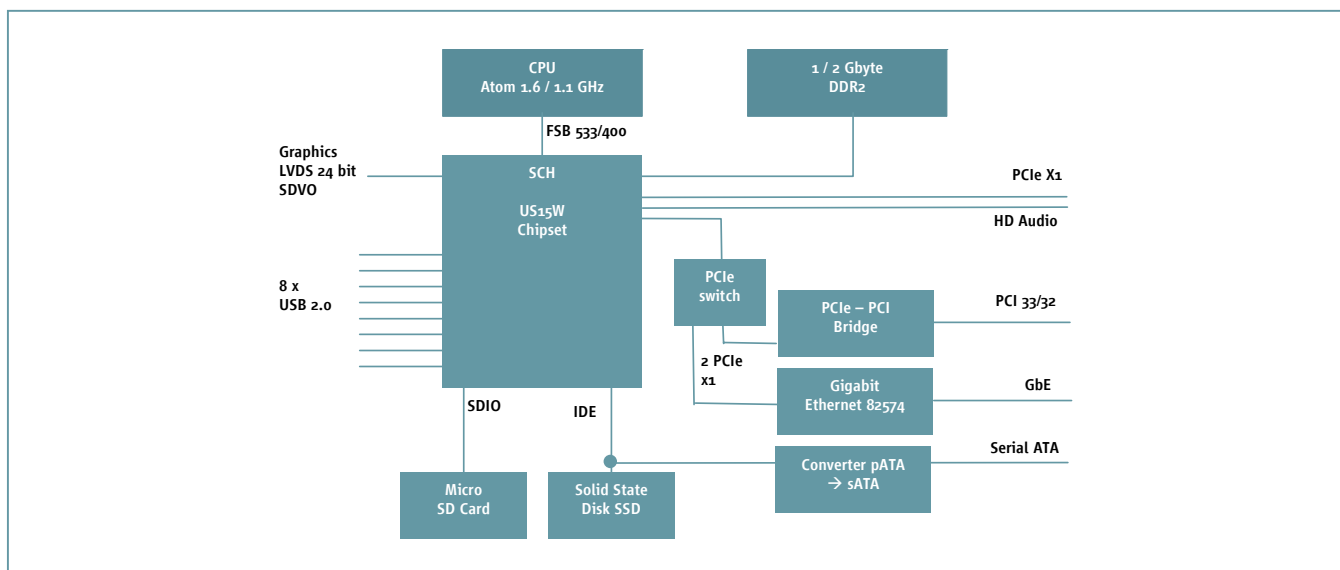 CPU
Atom 1.6 / 1.1 GHz
1 / 2 Gbyte
DDR2
FSB 533/400
Graphics
LVDS 24 bit
SDVO
SCH
US15W
Chipset
PCIe X1
HD Audio
8 x
USB 2.0
PCIe
switch
PCIe – PCI
Bridge
PCI 33/32
2 PCIe
x1
Gigabit
Ethernet 82574
GbE
SDIO
IDE
Serial ATA
Converter pATA
→ sATA
Micro
SD Card
Solid State
Disk SSD